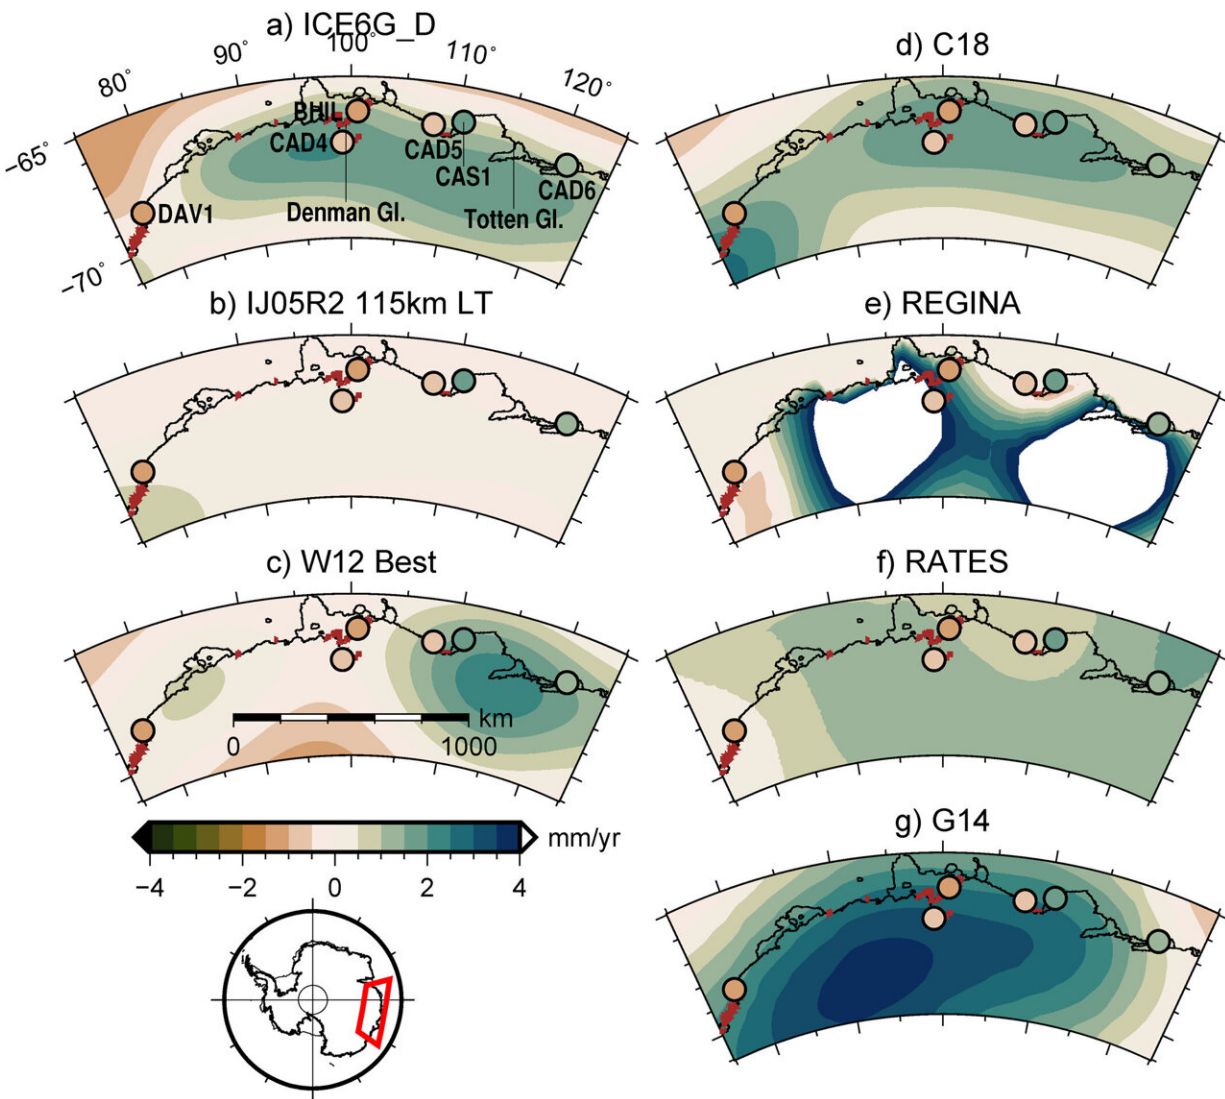 a) ICE6G_D
80°
90°
100°
110°
120°
−65°
−70°
BHIL
CAD4
CAD5
CAS1
CAD6
DAV1
Denman Gl.
Totten Gl.
b) IJ05R2 115km LT
c) W12 Best
km
0
1000
mm/yr
−4
−2
0
2
4
d) C18
e) REGINA
f) RATES
g) G14